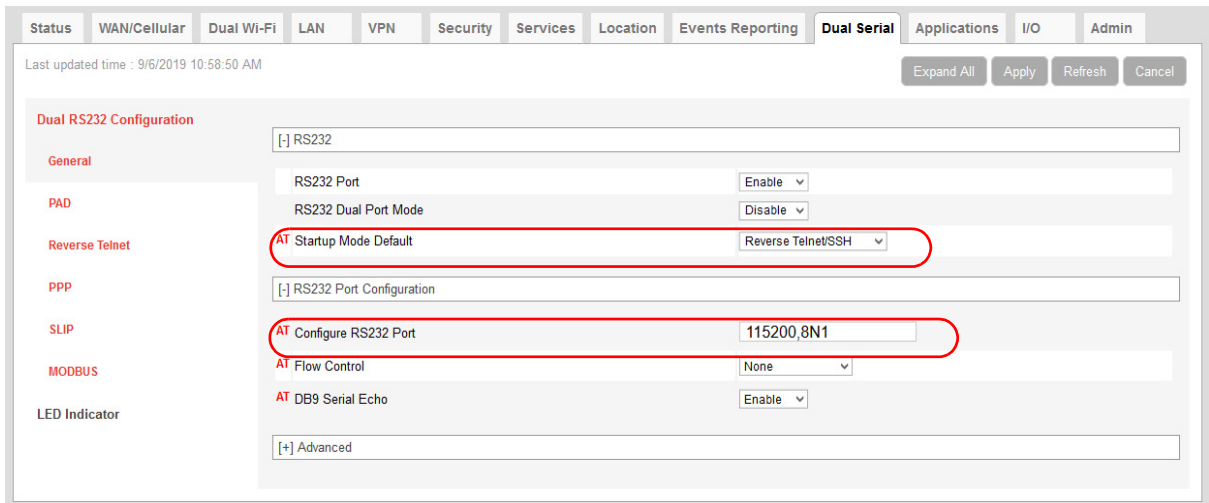 Status WAN/Cellular Dual Wi-Fi LAN VPN Security Services Location Events Reporting Dual Serial Applications I/O Admin
Last updated time : 9/6/2019 10:58:50 AM
Expand All Apply Refresh Cancel
Dual RS232 Configuration
General
PAD
Reverse Telnet
PPP
SLIP
MODBUS
LED Indicator
[-] RS232
RS232 Port Enable
RS232 Dual Port Mode Disable
AT Startup Mode Default Reverse Telnet/SSH
[-] RS232 Port Configuration
AT Configure RS232 Port 115200,8N1
AT Flow Control None
AT DB9 Serial Echo Enable
[+] Advanced